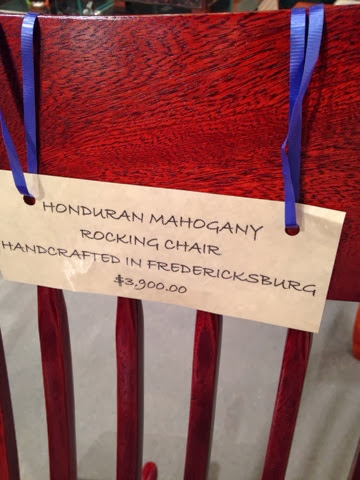 HONDURAN MAHOGANY
ROCKING CHAIR
HANDCRAFTED IN FREDERICKSBURG
$3,900.00